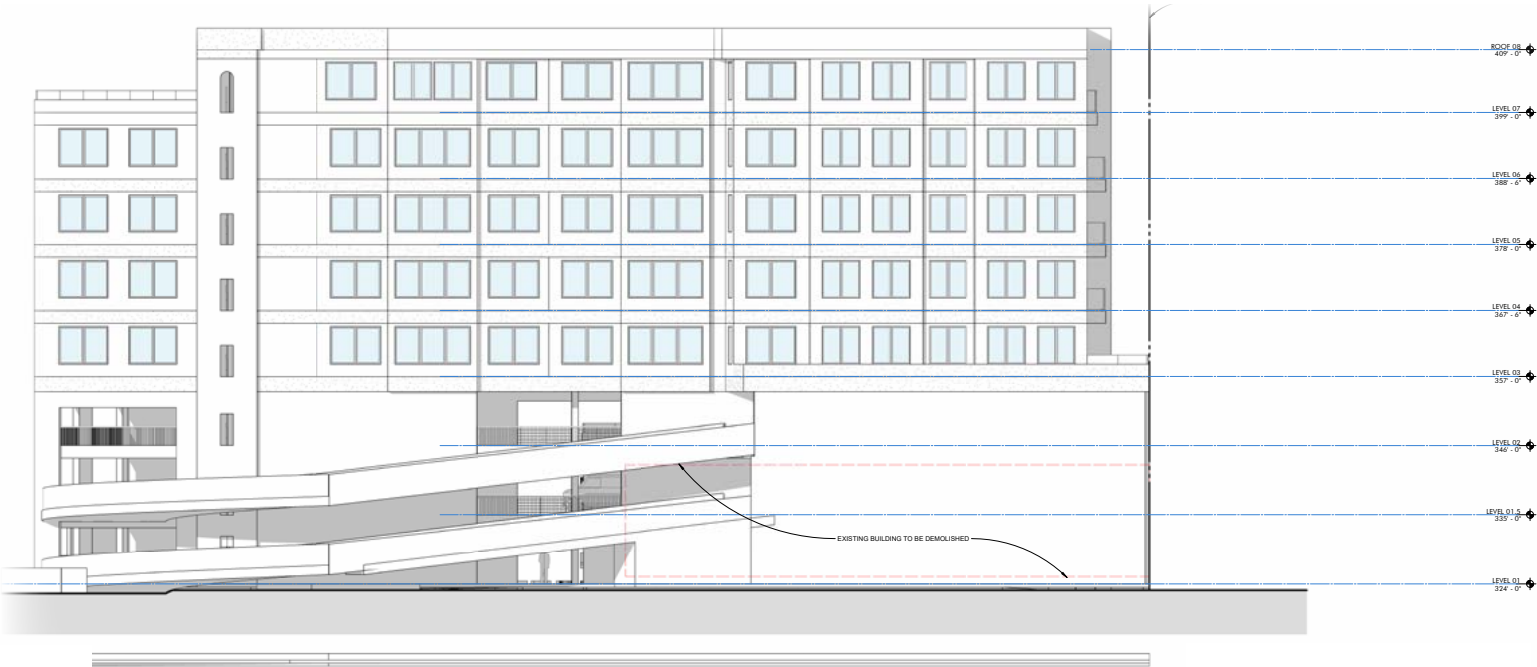 ROOF 08
409' - 0"
LEVEL 07
399' - 0"
LEVEL 06
388' - 6"
LEVEL 05
378' - 0"
LEVEL 04
367' - 6"
LEVEL 03
357' - 0"
LEVEL 02
346' - 0"
LEVEL 01.5
335' - 0"
EXISTING BUILDING TO BE DEMOLISHED
LEVEL 01
324' - 0"